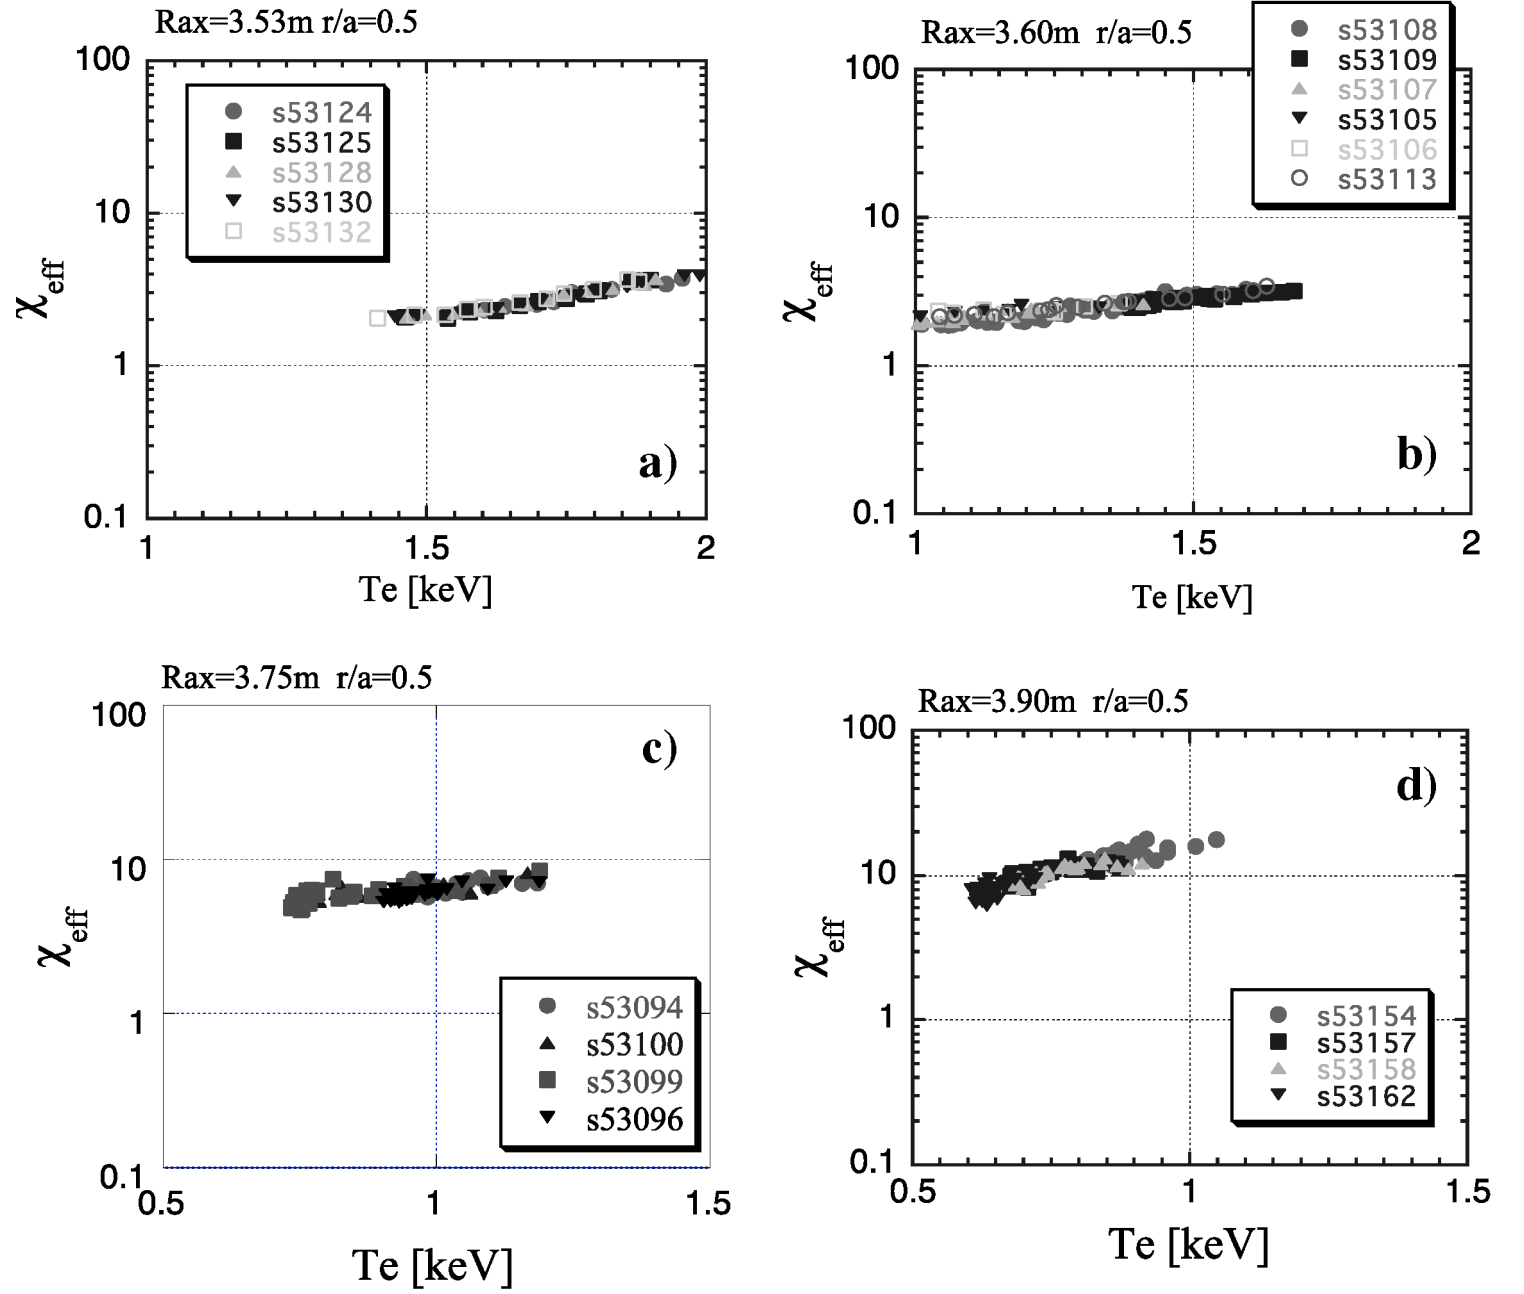 Rax=3.53m r/a=0.5
100
10
1
0.1
χeff
s53124
s53125
s53128
s53130
s53132
a)
1 1.5 2
Te [keV]
Rax=3.60m r/a=0.5
100
10
1
0.1
χeff
s53108
s53109
s53107
s53105
s53106
s53113
b)
1 1.5 2
Te [keV]
Rax=3.75m r/a=0.5
100
10
1
0.1
χeff
c)
s53094
s53100
s53099
s53096
0.5 1 1.5
Te [keV]
Rax=3.90m r/a=0.5
100
10
1
0.1
χeff
d)
s53154
s53157
s53158
s53162
0.5 1 1.5
Te [keV]